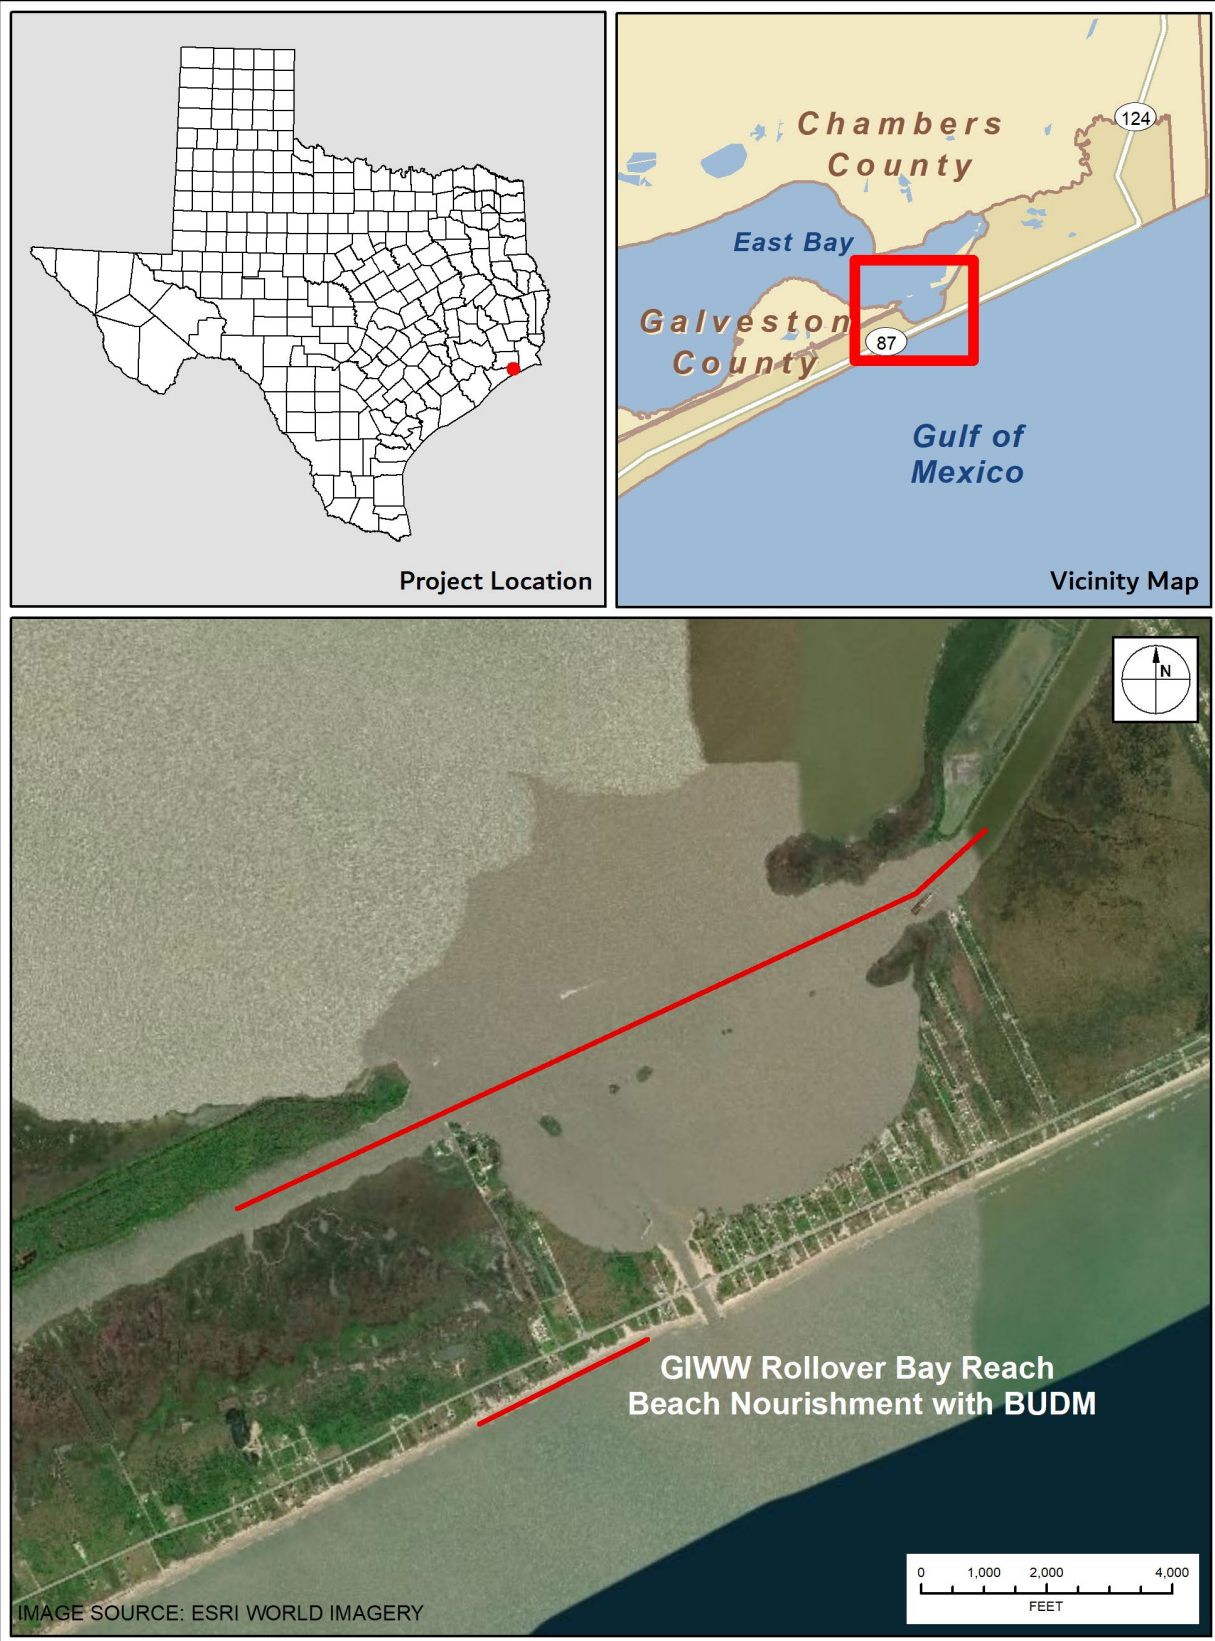 Project Location
Chambers
County
124
East Bay
Galveston
County
87
Gulf of
Mexico
Vicinity Map
N
GIWW Rollover Bay Reach
Beach Nourishment with BUDM
0 1,000 2,000 4,000
FEET
IMAGE SOURCE: ESRI WORLD IMAGERY